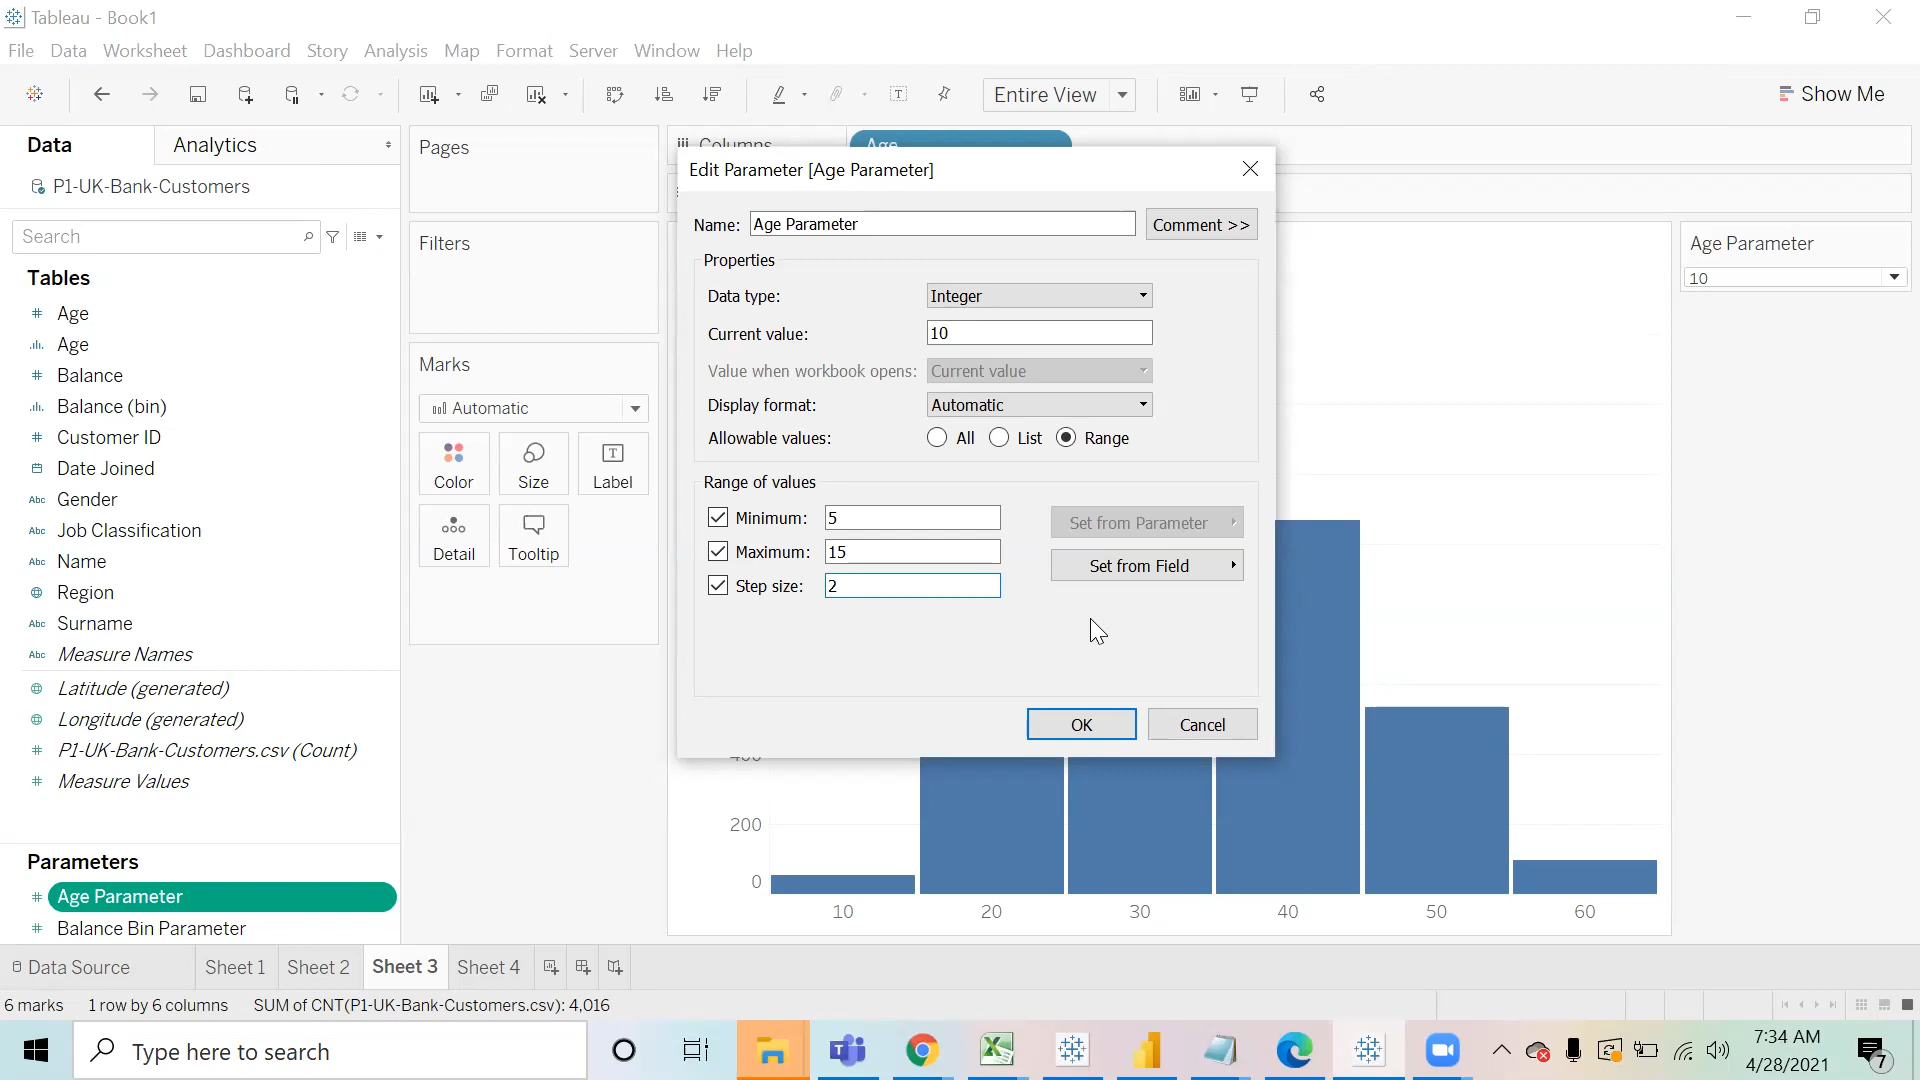 Tableau - Book1
File Data Worksheet Dashboard Story Analysis Map Format Server Window Help
Entire View
Show Me
Data
Analytics
P1-UK-Bank-Customers
Search
Tables
Age
Age
Balance
Balance (bin)
Customer ID
Date Joined
Abc Gender
Abc Job Classification
Abc Name
Region
Abc Surname
Abc Measure Names
Latitude (generated)
Longitude (generated)
P1-UK-Bank-Customers.csv (Count)
Measure Values
Parameters
Age Parameter
Balance Bin Parameter
Pages
Filters
Marks
Automatic
Color Size Label
Detail Tooltip
Columns
Age
Edit Parameter [Age Parameter]
Name: Age Parameter Comment >>
Properties
Data type: Integer
Current value: 10
Value when workbook opens: Current value
Display format: Automatic
Allowable values: All List Range
Range of values
Minimum: 5 Set from Parameter
Maximum: 15 Set from Field
Step size: 2
OK Cancel
Age Parameter
10
400
200
0
10 20 30 40 50 60
Data Source Sheet 1 Sheet 2 Sheet 3 Sheet 4
6 marks 1 row by 6 columns SUM of CNT(P1-UK-Bank-Customers.csv): 4,016
Type here to search
7:34 AM
4/28/2021
7